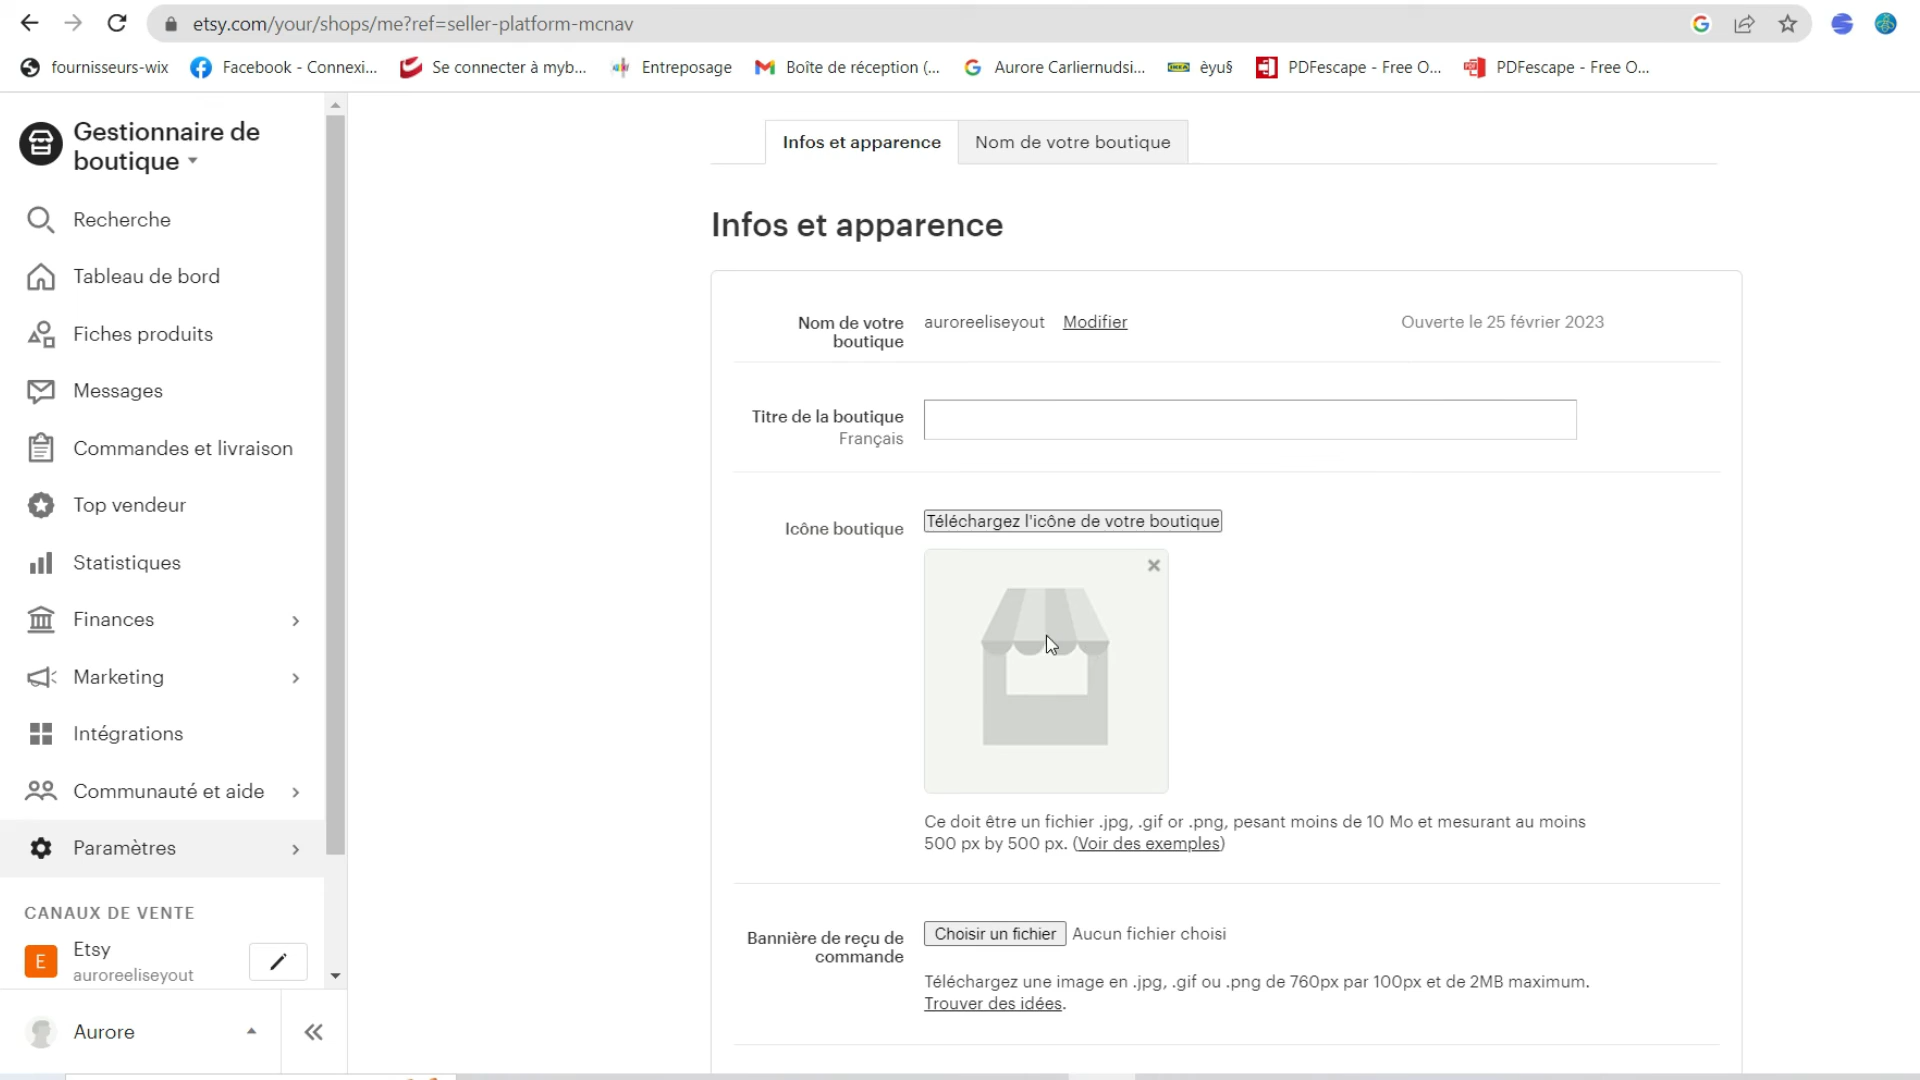 etsy.com/your/shops/me?ref=seller-platform-mcnav
fournisseurs-wix
Facebook - Connexi...
Se connecter à myb...
Entreposage
Boîte de réception (...
Aurore Carliernudsi...
èyu§
PDFescape - Free O...
PDFescape - Free O...
Gestionnaire de
boutique
Recherche
Tableau de bord
Fiches produits
Messages
Commandes et livraison
Top vendeur
Statistiques
Finances
Marketing
Intégrations
Communauté et aide
Paramètres
CANAUX DE VENTE
E
Etsy
auroreeliseyout
Aurore
Infos et apparence
Nom de votre boutique
Infos et apparence
Nom de votre
boutique
auroreeliseyout
Modifier
Ouverte le 25 février 2023
Titre de la boutique
Français
Icône boutique
Téléchargez l'icône de votre boutique
Ce doit être un fichier .jpg, .gif or .png, pesant moins de 10 Mo et mesurant au moins
500 px by 500 px. (Voir des exemples)
Bannière de reçu de
commande
Choisir un fichier
Aucun fichier choisi
Téléchargez une image en .jpg, .gif ou .png de 760px par 100px et de 2MB maximum.
Trouver des idées.